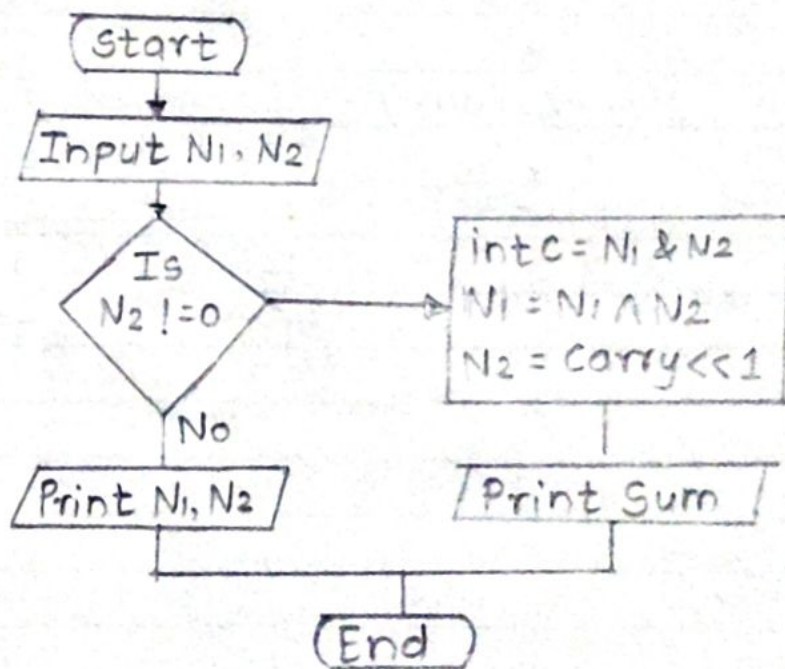 Start
Input N1, N2
Is
N2 !=0
int C = N1 & N2
N1 = N1 ∧ N2
N2 = Carry<<1
No
Print N1, N2
Print Sum
End